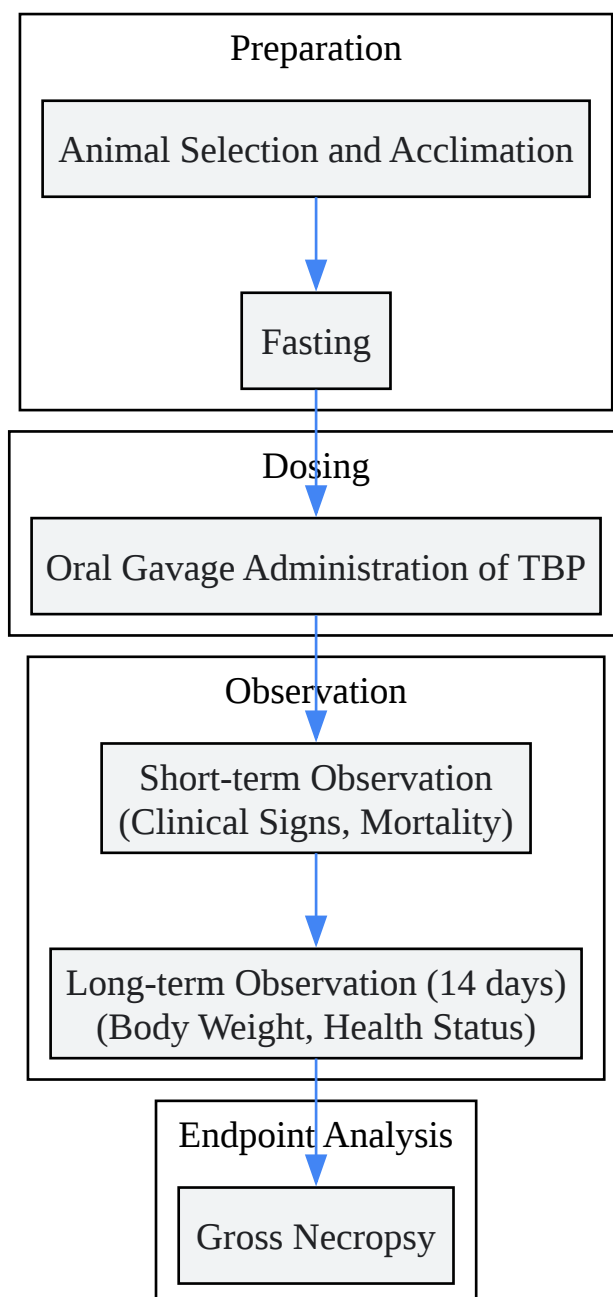 Preparation
Animal Selection and Acclimation
Fasting
Dosing
Oral Gavage Administration of TBP
Observation
Short-term Observation
(Clinical Signs, Mortality)
Long-term Observation (14 days)
(Body Weight, Health Status)
Endpoint Analysis
Gross Necropsy